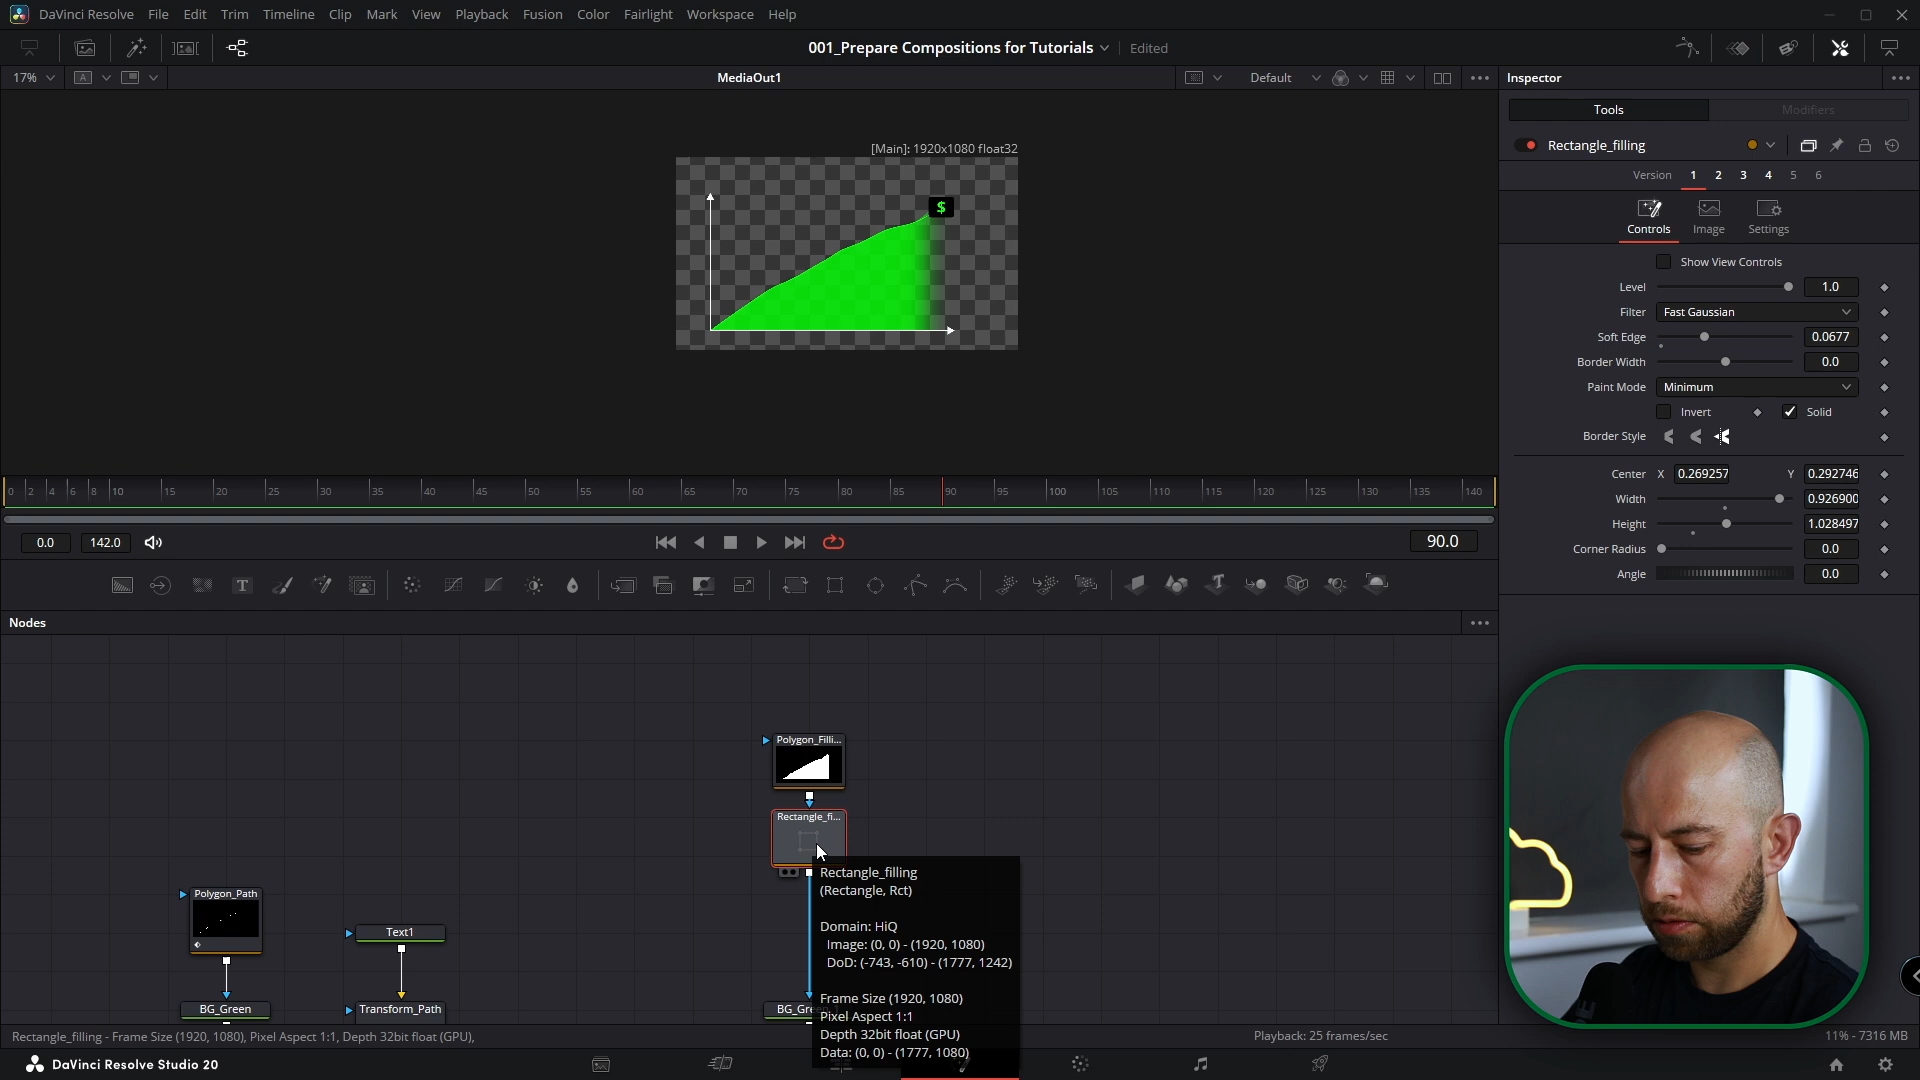 DaVinci Resolve File Edit Trim Timeline Clip Mark View Playback Fusion Color Fairlight Workspace Help
001_Prepare Compositions for Tutorials Edited
17% A MediaOut1 Default Inspector
Tools Modifiers
[Main]: 1920x1080 float32
Rectangle_filling
Version 1 2 3 4 5 6
$
Controls Image Settings
Show View Controls
Level 1.0
Filter Fast Gaussian
Soft Edge 0.0677
Border Width 0.0
Paint Mode Minimum
Invert Solid
Border Style
Center X 0.269257 Y 0.292746
Width 0.926900
Height 1.028497
Corner Radius 0.0
Angle 0.0
0 2 4 6 8 10 15 20 25 30 35 40 45 50 55 60 65 70 75 80 85 90 95 100 105 110 115 120 125 130 135 140
0.0 142.0 90.0
Nodes
Polygon_Filli...
Rectangle_fi...
Polygon_Path
Text1
BG_Green
Transform_Path
BG_Gre
Rectangle_filling
(Rectangle, Rct)
Domain: HiQ
Image: (0, 0) - (1920, 1080)
DoD: (-743, -610) - (1777, 1242)
Frame Size (1920, 1080)
Pixel Aspect 1:1
Depth 32bit float (GPU)
Data: (0, 0) - (1777, 1080)
Rectangle_filling - Frame Size (1920, 1080), Pixel Aspect 1:1, Depth 32bit float (GPU),
Playback: 25 frames/sec
11% - 7316 MB
DaVinci Resolve Studio 20